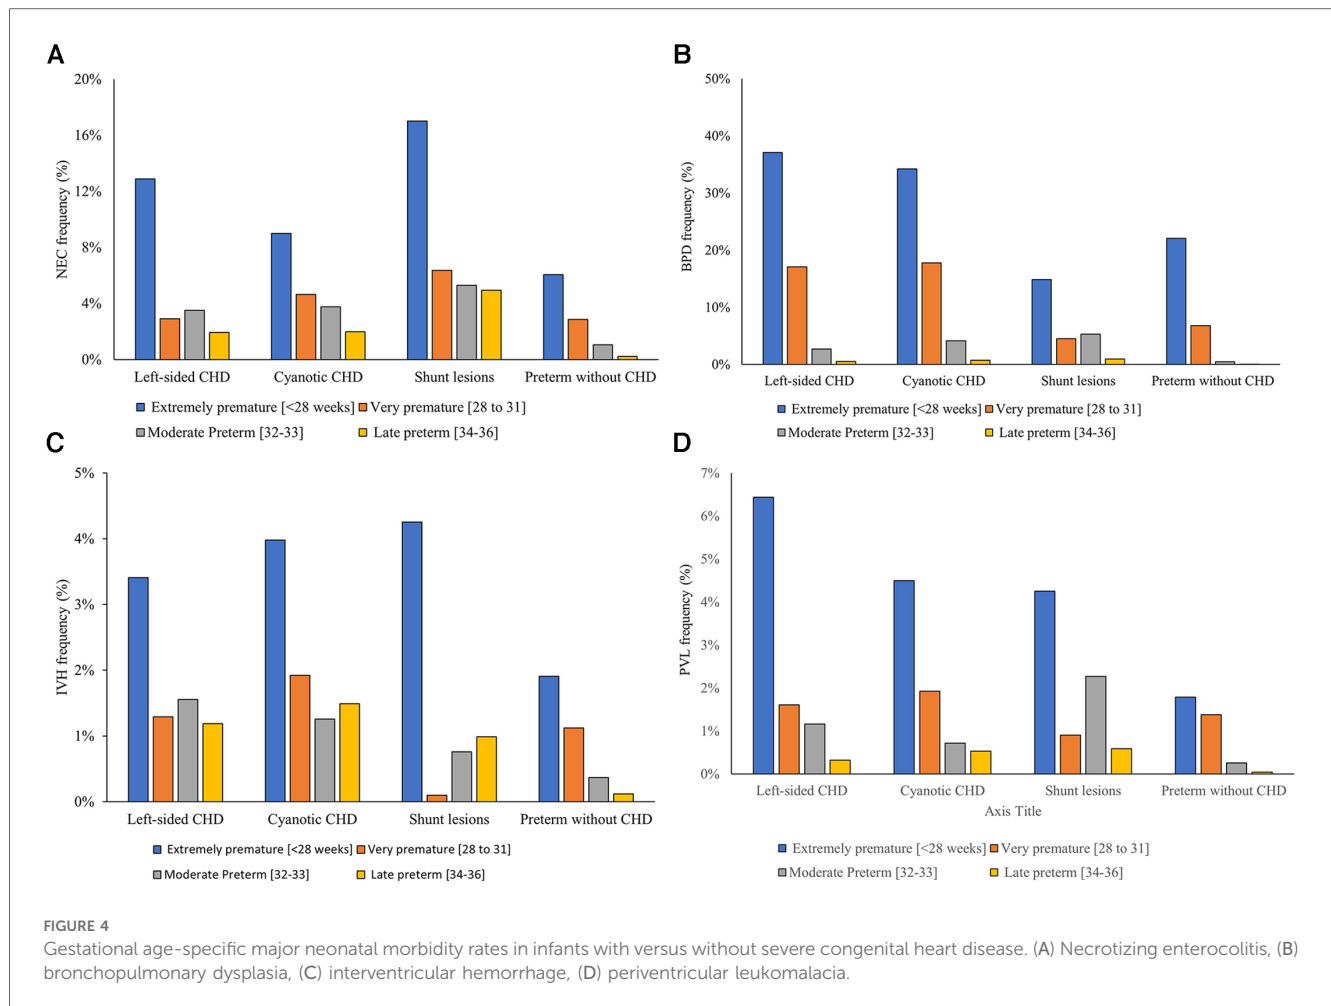 A
20%
16%
12%
8%
4%
0%
NEC frequency (%)
Left-sided CHD Cyanotic CHD Shunt lesions Preterm without CHD
Extremely premature [<28 weeks] Very premature [28 to 31]
Moderate Preterm [32-33] Late preterm [34-36]
B
50%
40%
30%
20%
10%
0%
BPD frequency (%)
Left-sided CHD Cyanotic CHD Shunt lesions Preterm without CHD
Extremely premature [<28 weeks] Very premature [28 to 31]
Moderate Preterm [32-33] Late preterm [34-36]
C
5%
4%
3%
2%
1%
0%
IVH frequency (%)
Left-sided CHD Cyanotic CHD Shunt lesions Preterm without CHD
Extremely premature [<28 weeks] Very premature [28 to 31]
Moderate Preterm [32-33] Late preterm [34-36]
D
7%
6%
5%
4%
3%
2%
1%
0%
PVL frequency (%)
Left-sided CHD Cyanotic CHD Shunt lesions Preterm without CHD
Axis Title
Extremely premature [<28 weeks] Very premature [28 to 31]
Moderate Preterm [32-33] Late preterm [34-36]
FIGURE 4
Gestational age-specific major neonatal morbidity rates in infants with versus without severe congenital heart disease. (A) Necrotizing enterocolitis, (B)
bronchopulmonary dysplasia, (C) interventricular hemorrhage, (D) periventricular leukomalacia.